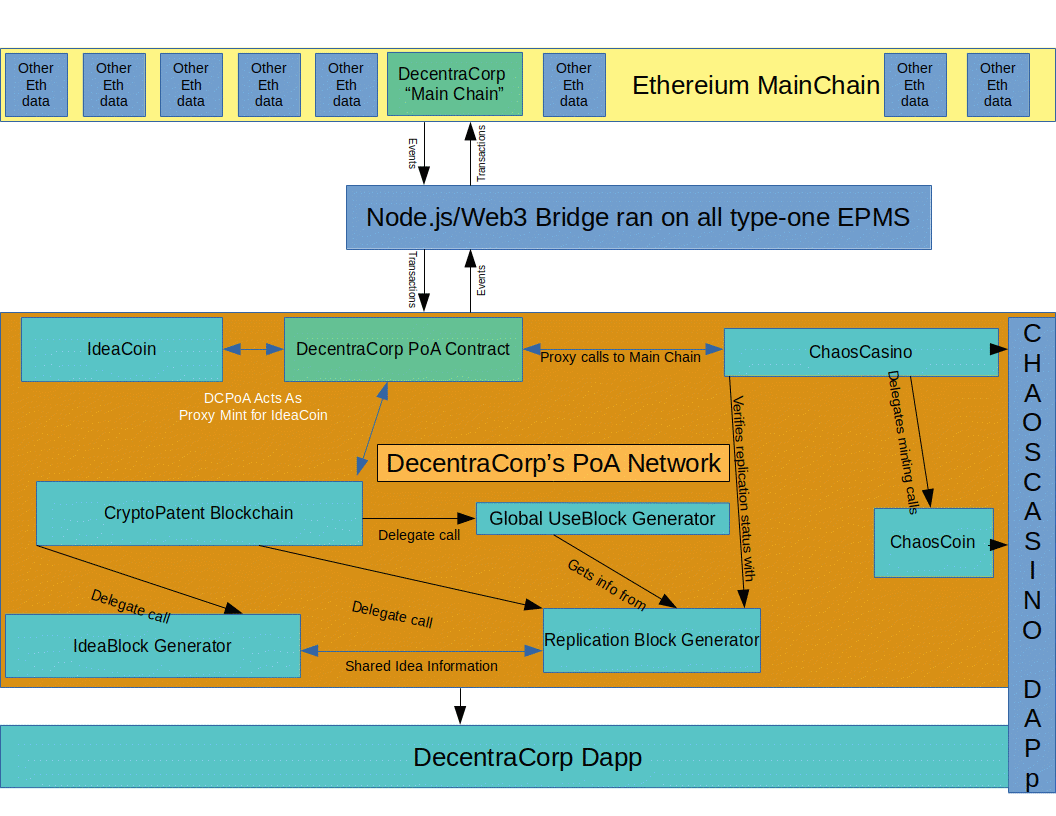 Other
Eth
data
Other
Eth
data
Other
Eth
data
Other
Eth
data
Other
Eth
data
DecentraCorp
“Main Chain”
Other
Eth
data
Ethereium MainChain
Other
Eth
data
Other
Eth
data
Events
Transactions
Node.js/Web3 Bridge ran on all type-one EPMS
Transactions
Events
IdeaCoin
DecentraCorp PoA Contract
Proxy calls to Main Chain
ChaosCasino
DCPoA Acts As
Proxy Mint for IdeaCoin
Verifies replication status with
Delegates minting calls
DecentraCorp’s PoA Network
CryptoPatent Blockchain
Delegate call
Global UseBlock Generator
ChaosCoin
Gets info from
Delegate call
Delegate call
IdeaBlock Generator
Shared Idea Information
Replication Block Generator
C
H
A
O
S
C
A
S
I
N
O
D
A
P
p
DecentraCorp Dapp